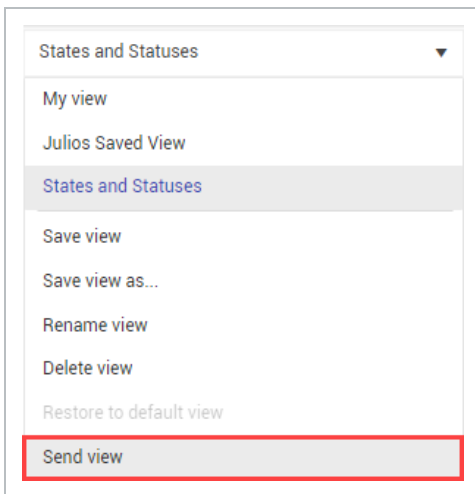 States and Statuses
My view
Julios Saved View
States and Statuses
Save view
Save view as...
Rename view
Delete view
Restore to default view
Send view